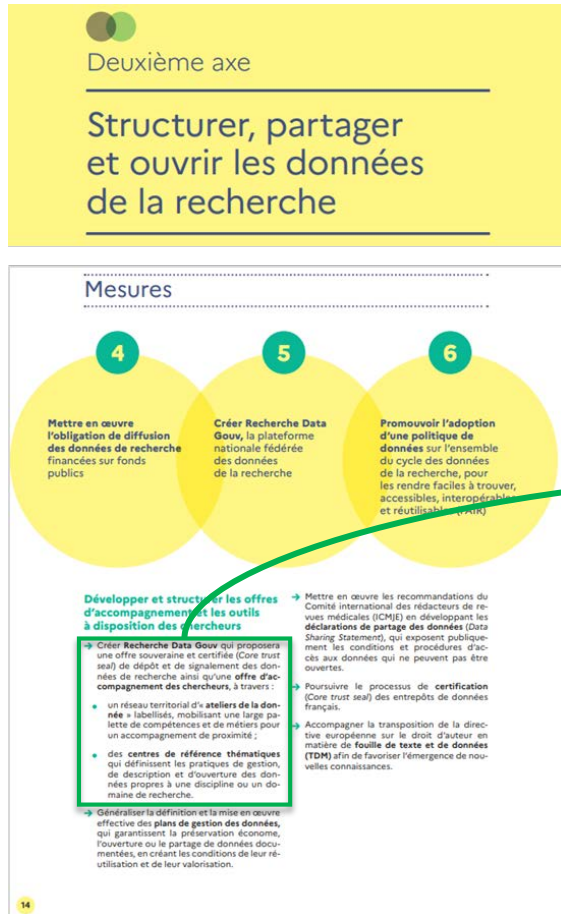 Deuxième axe
Structurer, partager
et ouvrir les données
de la recherche
Mesures
4
Mettre en œuvre
l'obligation de diffusion
des données de recherche
financées sur fonds
publics
5
Créer Recherche Data
Gouv, la plateforme
nationale fédérée
des données
de la recherche
6
Promouvoir l'adoption
d'une politique de
données sur l'ensemble
du cycle des données
de la recherche, pour
les rendre faciles à trouver,
accessibles, interopérables
et réutilisables (FAIR)
Développer et structurer les offres
d'accompagnement et les outils
à disposition des chercheurs
→ Créer Recherche Data Gouv qui proposera
une offre souveraine et certifiée (Core trust
seal) de dépôt et de signalement des don-
nées de recherche ainsi qu'une offre d'ac-
compagnement des chercheurs, à travers :
• un réseau territorial d'« ateliers de la don-
née » labellisés, mobilisant une large pa-
lette de compétences et de métiers pour
un accompagnement de proximité ;
• des centres de référence thématiques
qui définissent les pratiques de gestion,
de description et d'ouverture des don-
nées propres à une discipline ou un do-
maine de recherche.
→ Généraliser la définition et la mise en œuvre
effective des plans de gestion des données,
qui garantissent la préservation économe,
l'ouverture ou le partage de données docu-
mentées, en créant les conditions de leur ré-
utilisation et de leur valorisation.
→ Mettre en œuvre les recommandations du
Comité international des rédacteurs de re-
vues médicales (ICMJE) en développant les
déclarations de partage des données (Data
Sharing Statement), qui exposent publique-
ment les conditions et procédures d'ac-
cès aux données qui ne peuvent pas être
ouvertes.
→ Poursuivre le processus de certification
(Core trust seal) des entrepôts de données
français.
→ Accompagner la transposition de la direc-
tive européenne sur le droit d'auteur en
matière de fouille de texte et de données
(TDM) afin de favoriser l'émergence de nou-
velles connaissances.
14